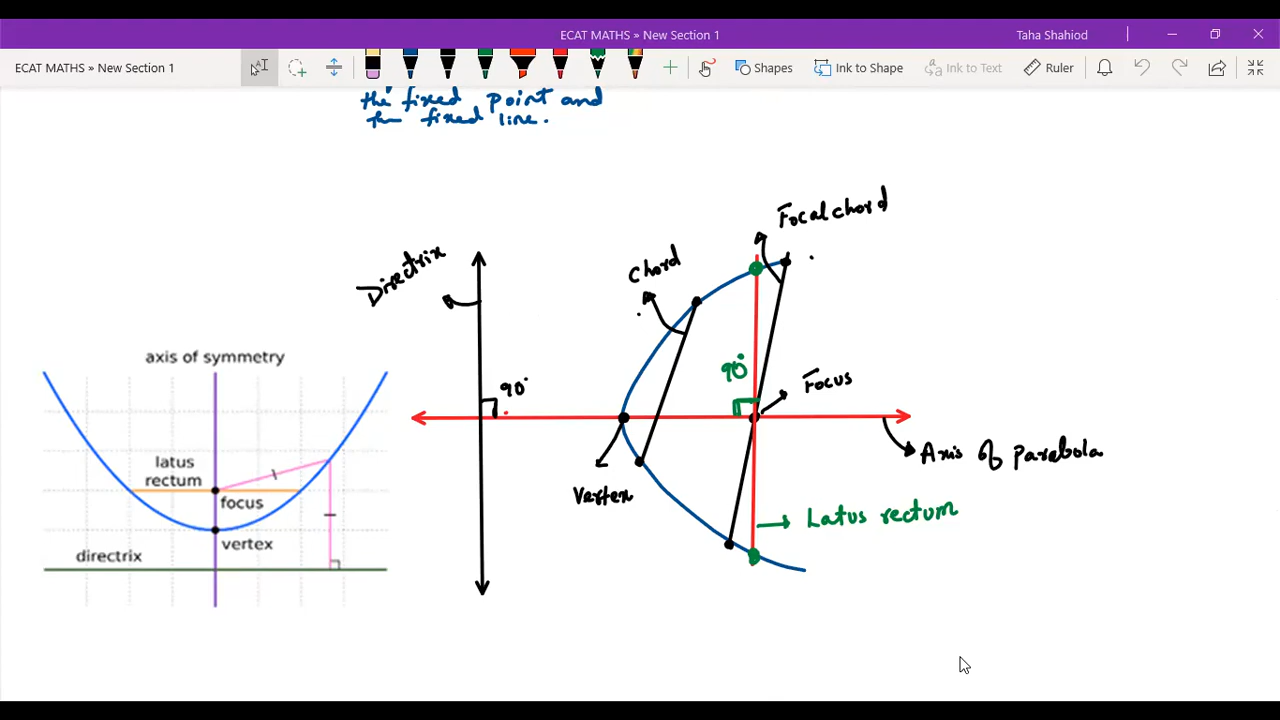 ECAT MATHS » New Section 1
Taha Shahiod
ECAT MATHS » New Section 1
Shapes
Ink to Shape
Ink to Text
Ruler
the fixed point and
the fixed line.
Focal chord
Chord
Directrix
axis of symmetry
90°
90°
Focus
latus
rectum
focus
Axis of parabola
Vertex
Latus rectum
vertex
directrix